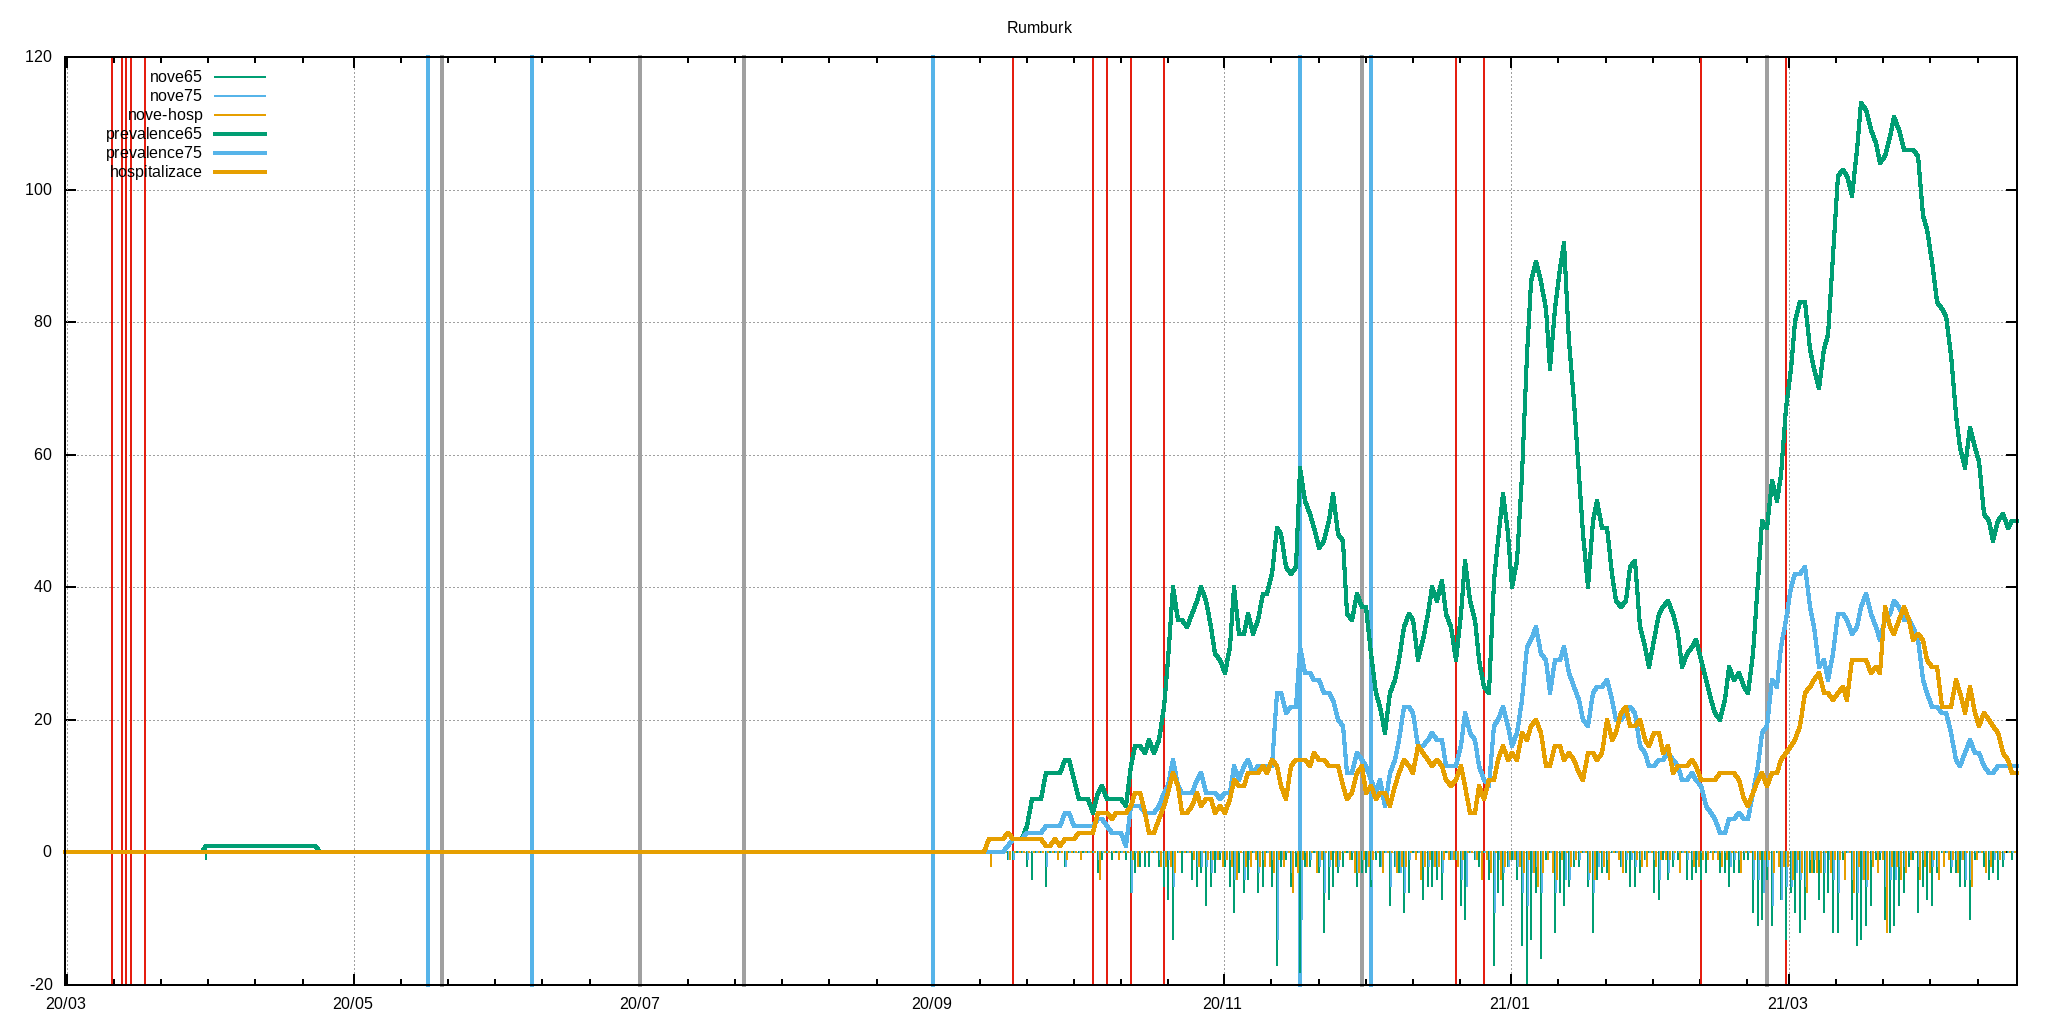 Rumburk
120
100
80
60
40
20
0
-20
nove65
nove75
nove-hosp
prevalence65
prevalence75
hospitalizace
20/03 20/05 20/07 20/09 20/11 21/01 21/03